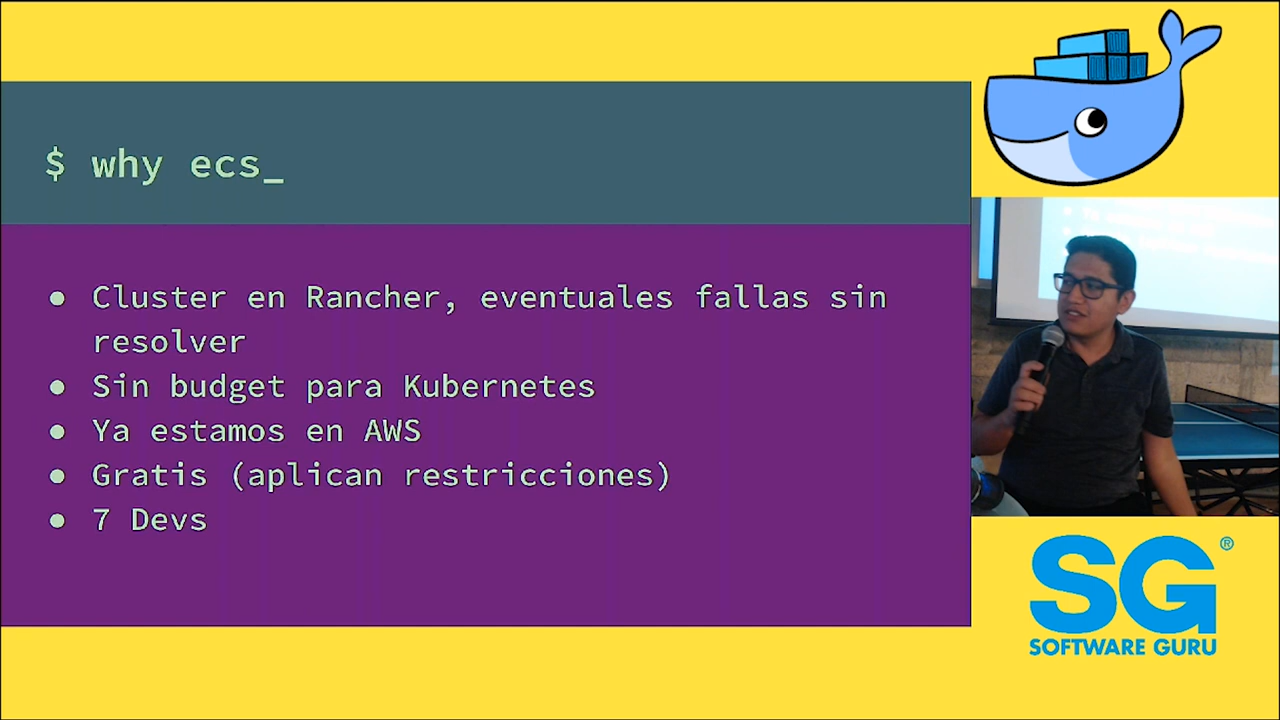 $ why ecs_
● Cluster en Rancher, eventuales fallas sin
resolver
● Sin budget para Kubernetes
● Ya estamos en AWS
● Gratis (aplican restricciones)
● 7 Devs
SG®
SOFTWARE GURU